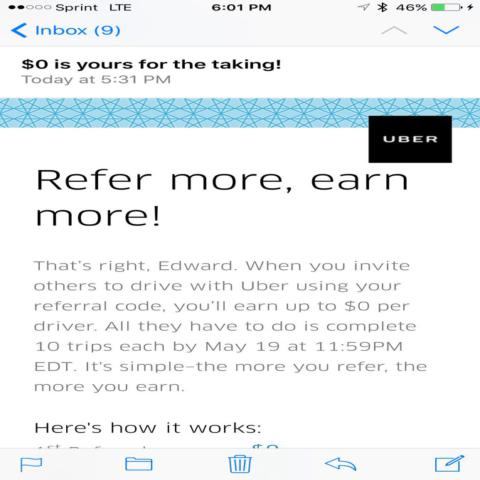 Sprint LTE 6:01 PM 46%
Inbox (9)
$0 is yours for the taking!
Today at 5:31 PM
UBER
Refer more, earn
more!
That's right, Edward. When you invite
others to drive with Uber using your
referral code, you'll earn up to $0 per
driver. All they have to do is complete
10 trips each by May 19 at 11:59PM
EDT. It's simple–the more you refer, the
more you earn.
Here's how it works:
$0